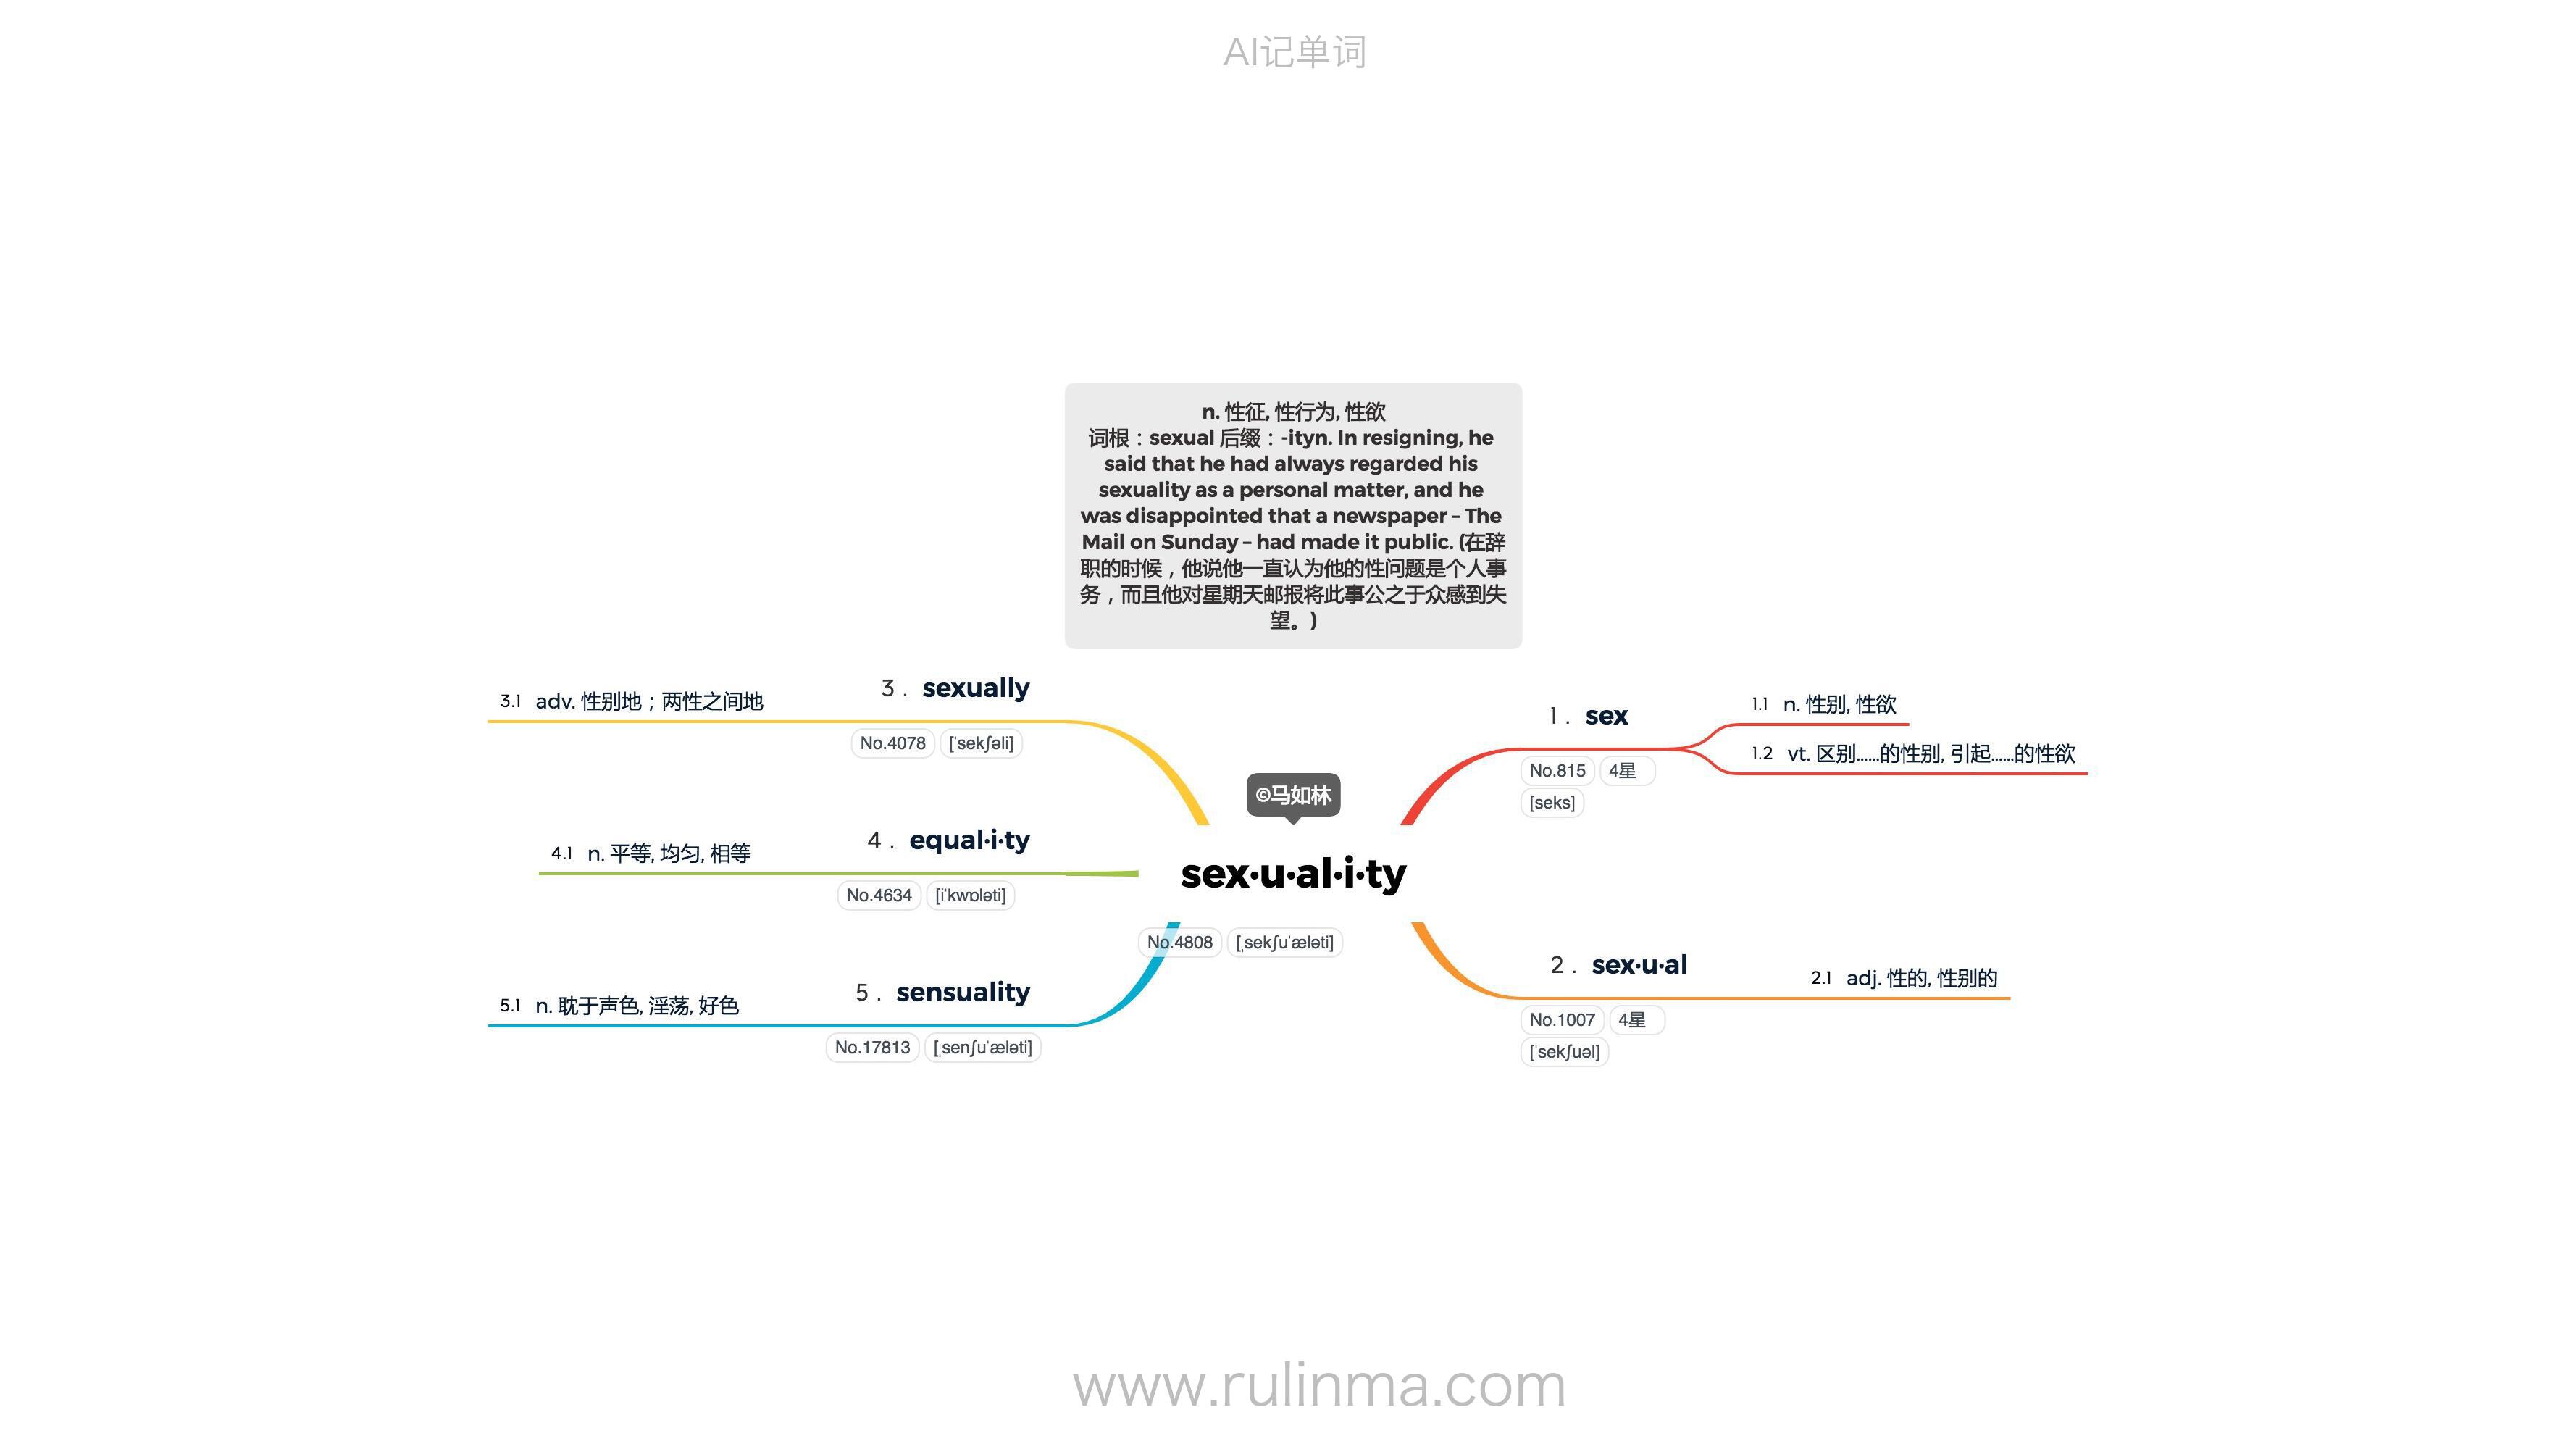 AI记单词
n. 性征, 性行为, 性欲
词根：sexual 后缀：-ityn. In resigning, he
said that he had always regarded his
sexuality as a personal matter, and he
was disappointed that a newspaper – The
Mail on Sunday – had made it public. (在辞
职的时候，他说他一直认为他的性问题是个人事
务，而且他对星期天邮报将此事公之于众感到失
望。)
©马如林
sex·u·al·i·ty
No.4808 [ˌsekʃuˈæləti]
1. sex
No.815 4星
[seks]
1.1 n. 性别, 性欲
1.2 vt. 区别……的性别, 引起……的性欲
2. sex·u·al
No.1007 4星
[ˈsekʃuəl]
2.1 adj. 性的, 性别的
3. sexually
No.4078 [ˈsekʃəli]
3.1 adv. 性别地；两性之间地
4. equal·i·ty
No.4634 [iˈkwɒləti]
4.1 n. 平等, 均匀, 相等
5. sensuality
No.17813 [ˌsenʃuˈæləti]
5.1 n. 耽于声色, 淫荡, 好色
www.rulinma.com